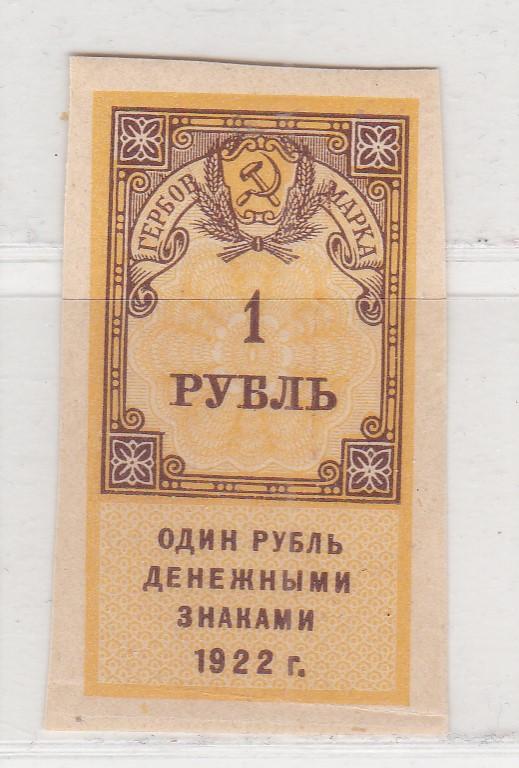 ГЕРБОВ МАРКА
1
РУБЛЬ
ОДИН РУБЛЬ
ДЕНЕЖНЫМИ
ЗНАКАМИ
1922 г.